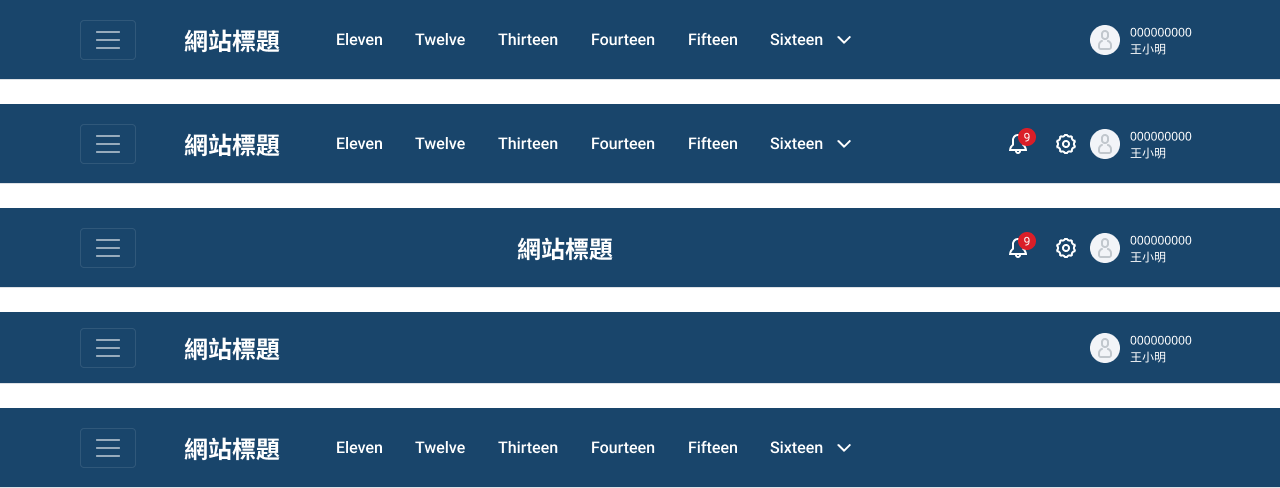 網站標題 Eleven Twelve Thirteen Fourteen Fifteen Sixteen 000000000
王小明
網站標題 Eleven Twelve Thirteen Fourteen Fifteen Sixteen 9 000000000
王小明
網站標題 9 000000000
王小明
網站標題 000000000
王小明
網站標題 Eleven Twelve Thirteen Fourteen Fifteen Sixteen